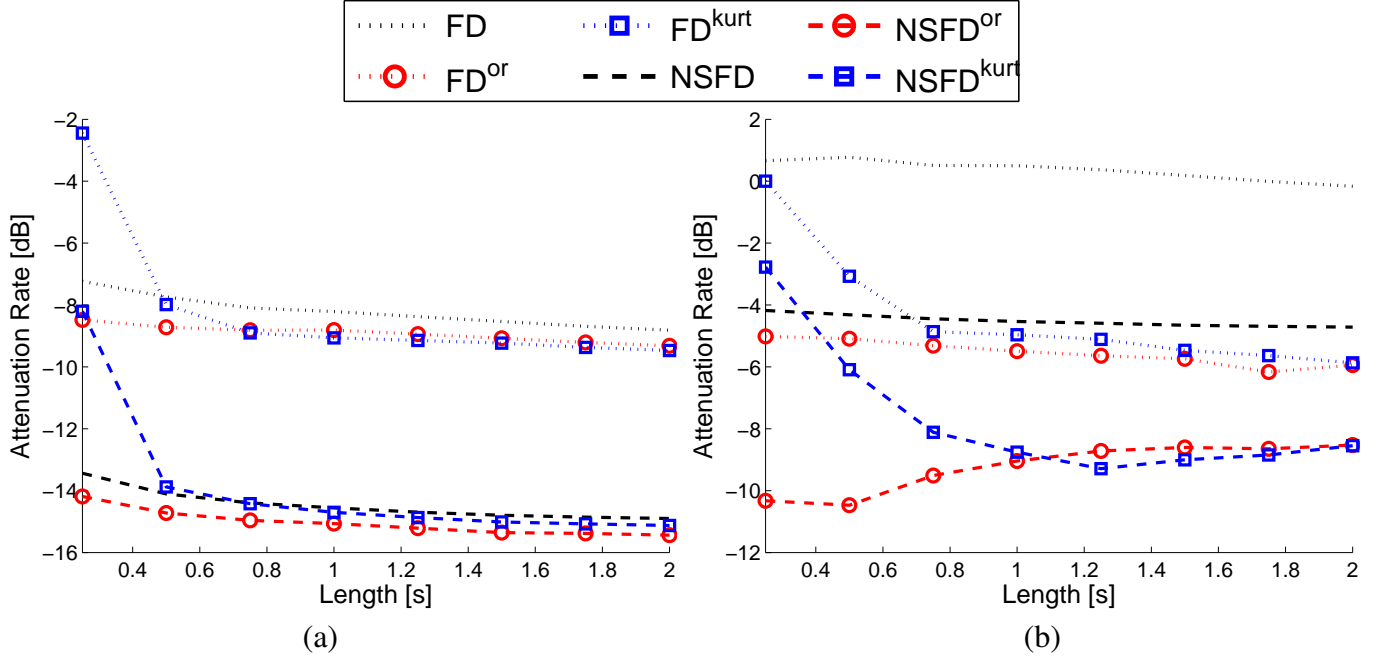 FD FD^kurt NSFD^or
FD^or NSFD NSFD^kurt
−2
−4
−6
−8
−10
−12
−14
−16
Attenuation Rate [dB]
0.4 0.6 0.8 1 1.2 1.4 1.6 1.8 2
Length [s]
(a)
2
0
−2
−4
−6
−8
−10
−12
Attenuation Rate [dB]
0.4 0.6 0.8 1 1.2 1.4 1.6 1.8 2
Length [s]
(b)